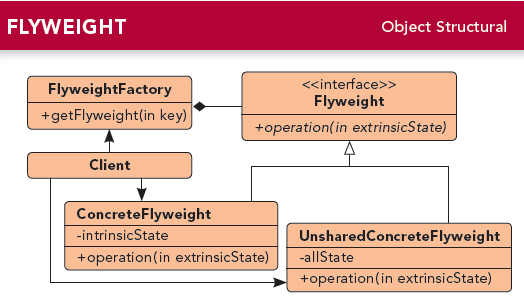 FLYWEIGHT
Object Structural
FlyweightFactory
+getFlyweight(in key)
<<interface>>
Flyweight
+operation(in extrinsicState)
Client
ConcreteFlyweight
-intrinsicState
+operation(in extrinsicState)
UnsharedConcreteFlyweight
-allState
+operation(in extrinsicState)